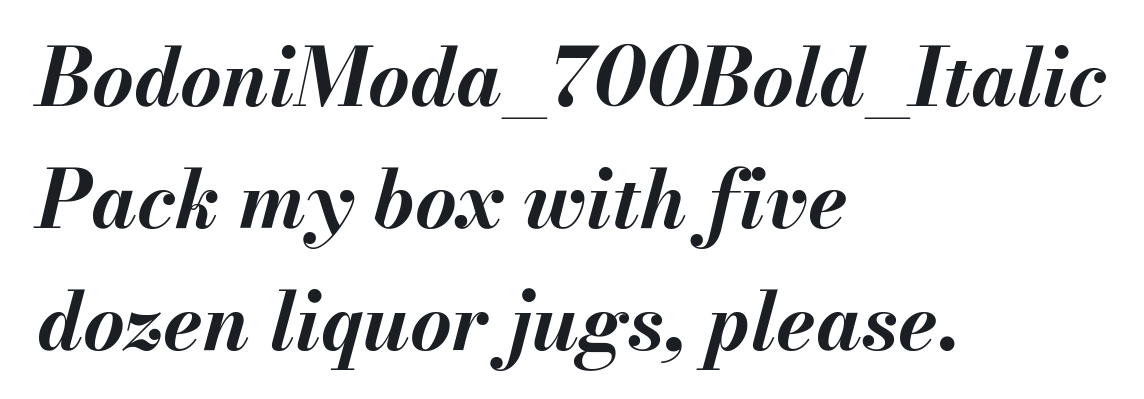 BodoniModa_700Bold_Italic
Pack my box with five
dozen liquor jugs, please.